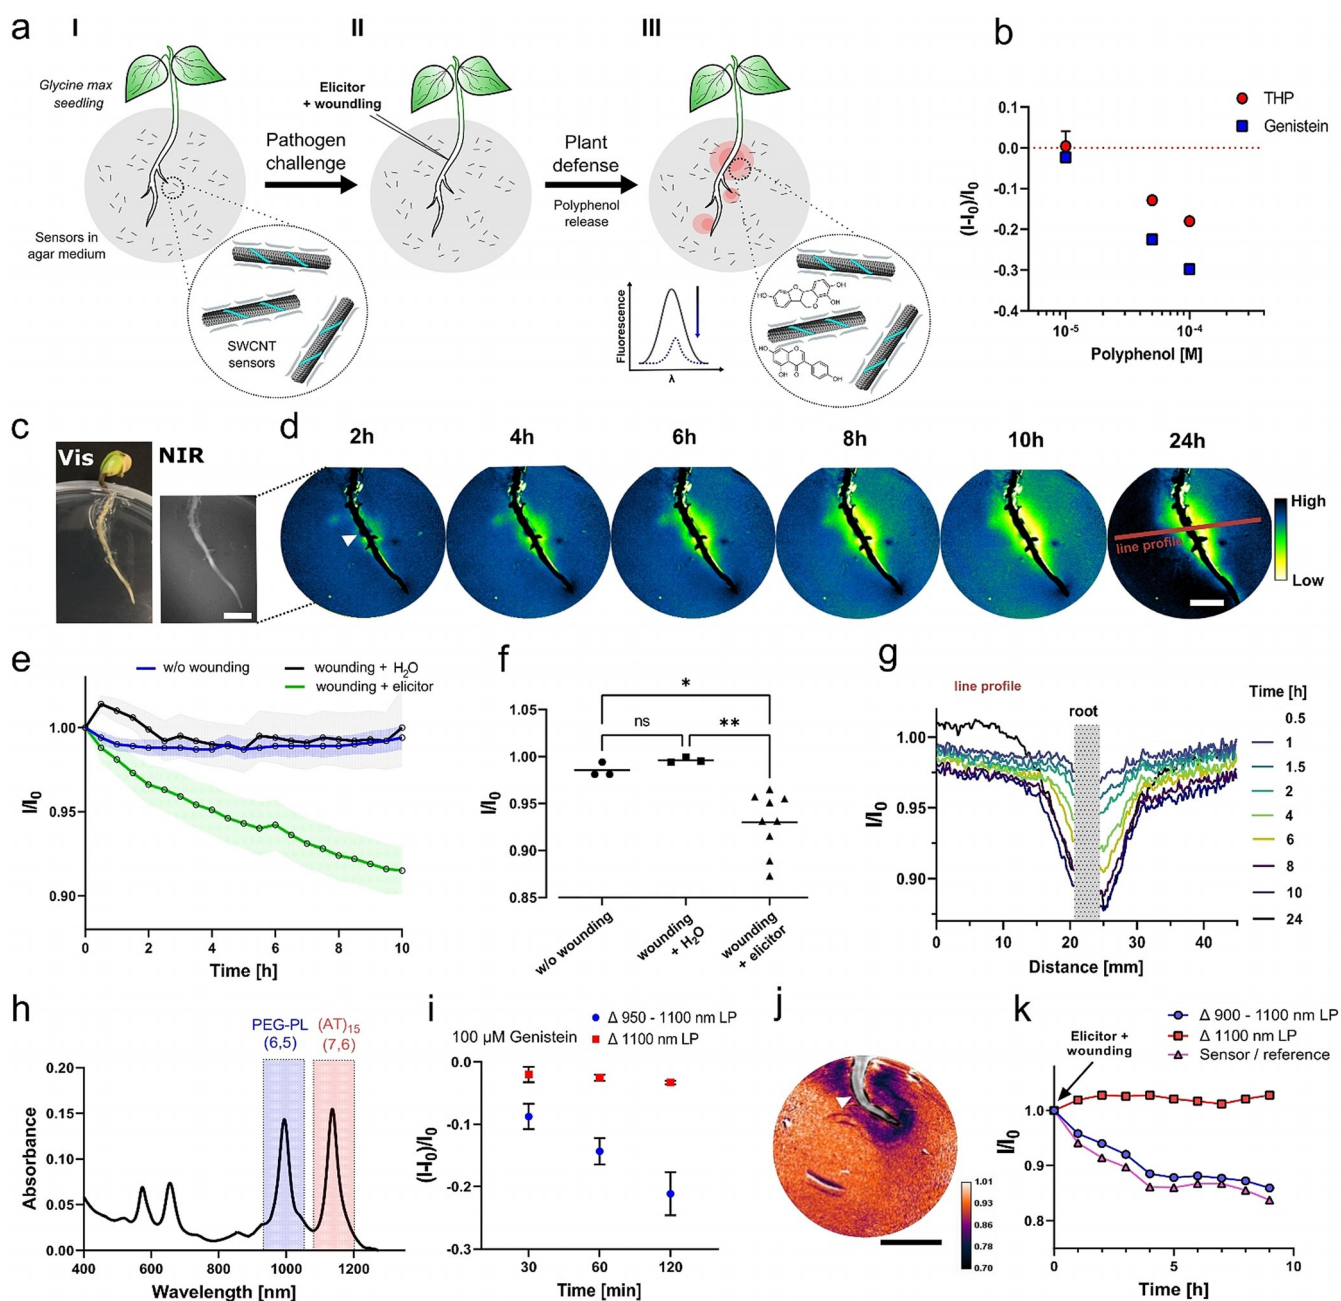 a
I
II
III
Glycine max
seedling
Elicitor
+ woundling
Pathogen
challenge
Plant
defense
Polyphenol
release
Sensors in
agar medium
SWCNT
sensors
Fluorescence
λ
HO
O
OH
O
OH
HO
O
OH
O
OH
b
THP
Genistein
0.1
0.0
-0.1
-0.2
-0.3
-0.4
(I-I₀)/I₀
10⁻⁵
10⁻⁴
Polyphenol [M]
c
Vis
NIR
d
2h
4h
6h
8h
10h
24h
line profile
High
Low
e
w/o wounding
wounding + H₂O
wounding + elicitor
1.00
0.95
0.90
I/I₀
0
2
4
6
8
10
Time [h]
f
*
ns
**
1.05
1.00
0.95
0.90
0.85
I/I₀
w/o wounding
wounding
+ H₂O
wounding
+ elicitor
g
line profile
root
Time [h]
0.5
1
1.5
2
4
6
8
10
24
1.00
0.95
0.90
I/I₀
0
10
20
30
40
Distance [mm]
h
PEG-PL
(6,5)
(AT)₁₅
(7,6)
0.20
0.15
0.10
0.05
0.00
Absorbance
400
600
800
1000
1200
Wavelength [nm]
i
Δ 950 - 1100 nm LP
100 µM Genistein
Δ 1100 nm LP
0.0
-0.1
-0.2
-0.3
(I-I₀)/I₀
30
60
120
Time [min]
j
1.01
0.93
0.86
0.78
0.70
k
Δ 900 - 1100 nm LP
Δ 1100 nm LP
Sensor / reference
Elicitor +
wounding
1.0
0.9
0.8
I/I₀
0
5
10
Time [h]